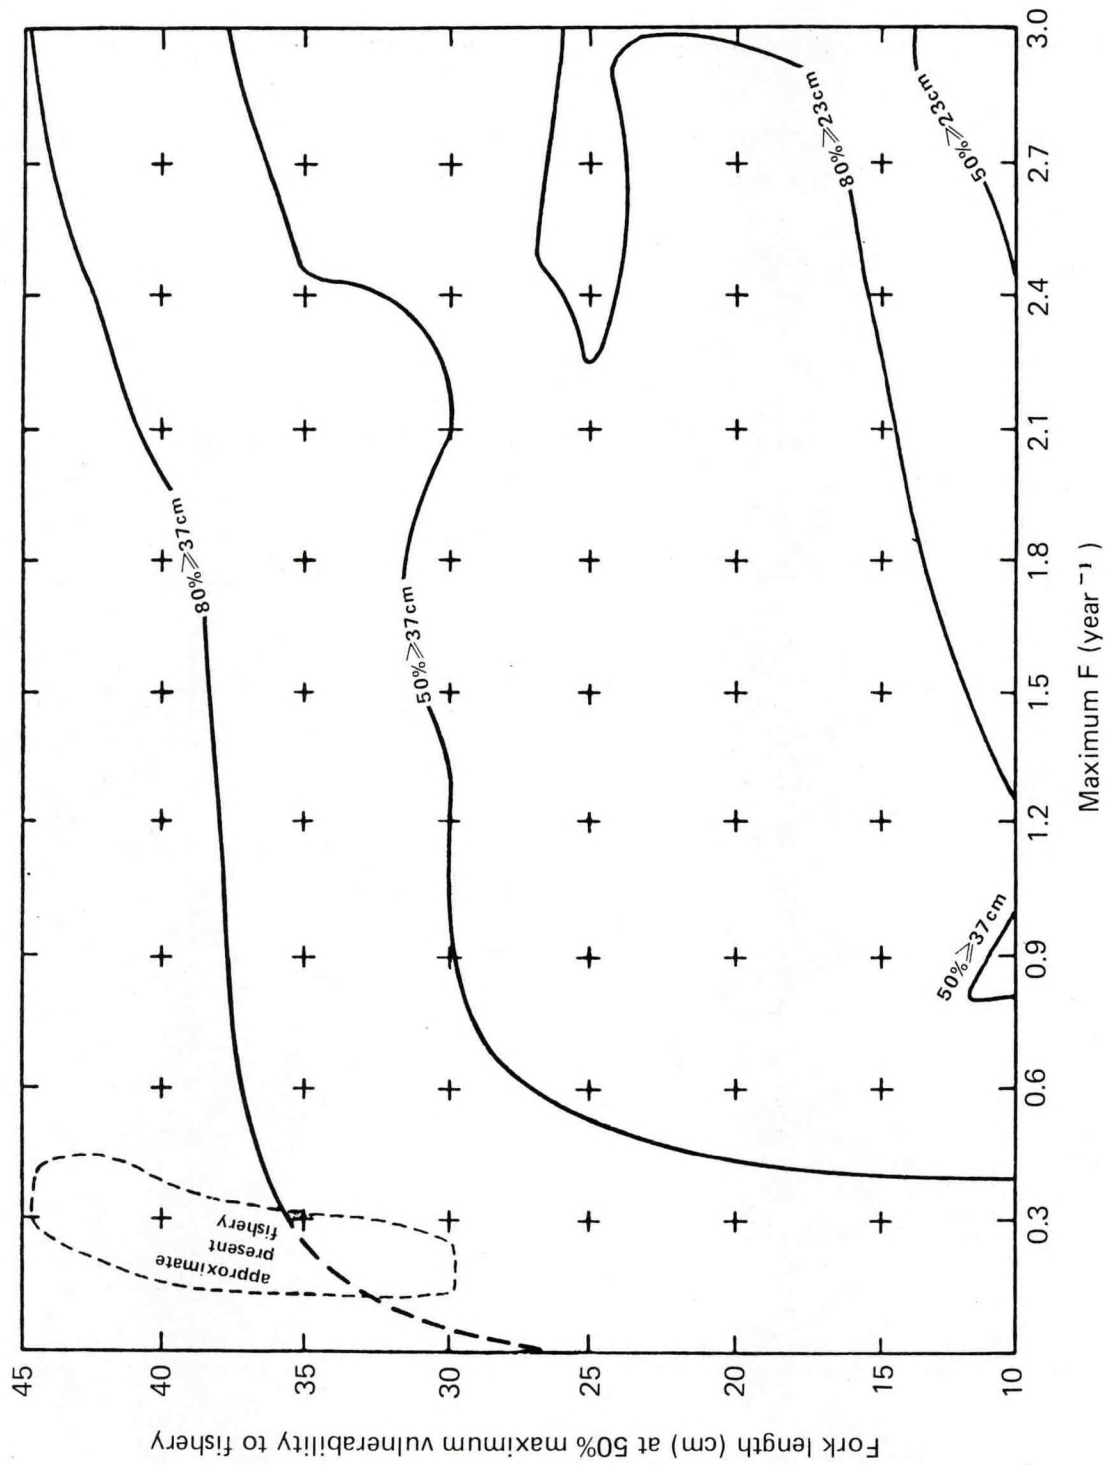 45
40
35
30
25
20
15
10
Fork length (cm) at 50% maximum vulnerability to fishery
0.3
0.6
0.9
1.2
1.5
1.8
2.1
2.4
2.7
3.0
Maximum F (year⁻¹)
80%⩾37cm
50%⩾37cm
50%⩾37cm
80%⩾23cm
50%⩾23cm
approximate
present
fishery